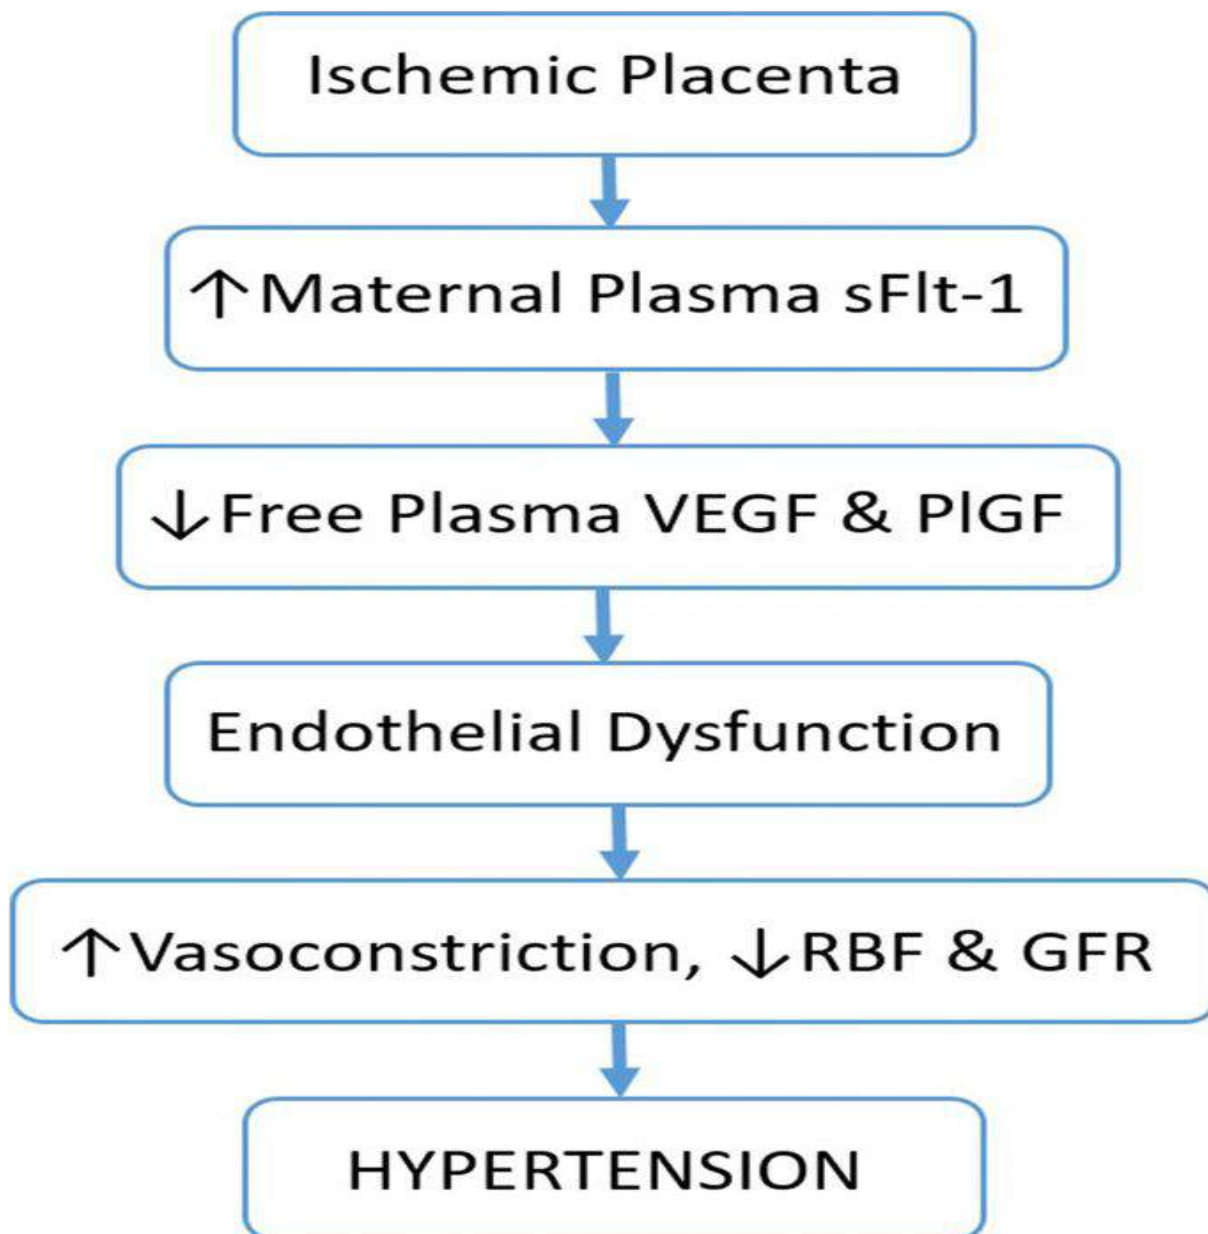 Ischemic Placenta
↑Maternal Plasma sFlt-1
↓Free Plasma VEGF & PlGF
Endothelial Dysfunction
↑Vasoconstriction, ↓RBF & GFR
HYPERTENSION